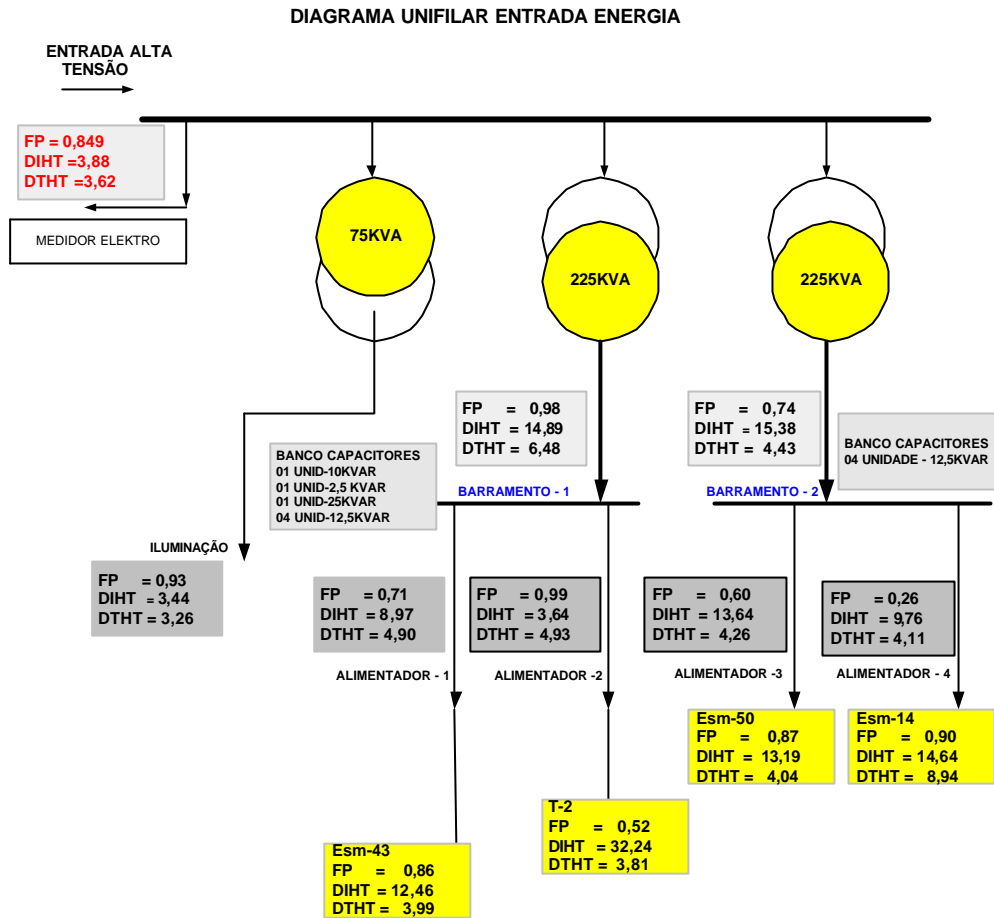 DIAGRAMA UNIFILAR ENTRADA ENERGIA
ENTRADA ALTA
TENSÃO
FP = 0,849
DIHT =3,88
DTHT =3,62
MEDIDOR ELEKTRO
75KVA
225KVA
225KVA
FP = 0,98
DIHT = 14,89
DTHT = 6,48
FP = 0,74
DIHT = 15,38
DTHT = 4,43
BANCO CAPACITORES
04 UNIDADE - 12,5KVAR
BANCO CAPACITORES
01 UNID-10KVAR
01 UNID-2,5 KVAR
01 UNID-25KVAR
04 UNID-12,5KVAR
BARRAMENTO - 1
BARRAMENTO - 2
ILUMINAÇÃO
FP = 0,93
DIHT = 3,44
DTHT = 3,26
FP = 0,71
DIHT = 8,97
DTHT = 4,90
FP = 0,99
DIHT = 3,64
DTHT = 4,93
FP = 0,60
DIHT = 13,64
DTHT = 4,26
FP = 0,26
DIHT = 9,76
DTHT = 4,11
ALIMENTADOR - 1
ALIMENTADOR -2
ALIMENTADOR -3
ALIMENTADOR - 4
Esm-50
FP = 0,87
DIHT = 13,19
DTHT = 4,04
Esm-14
FP = 0,90
DIHT = 14,64
DTHT = 8,94
T-2
FP = 0,52
DIHT = 32,24
DTHT = 3,81
Esm-43
FP = 0,86
DIHT = 12,46
DTHT = 3,99